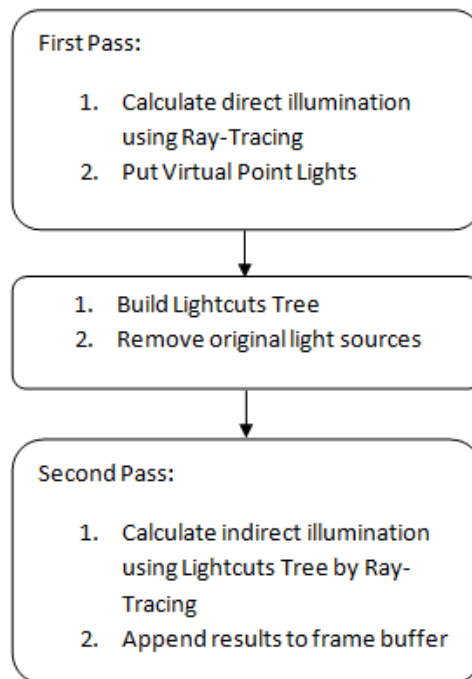 First Pass:
1. Calculate direct illumination
using Ray-Tracing
2. Put Virtual Point Lights
1. Build Lightcuts Tree
2. Remove original light sources
Second Pass:
1. Calculate indirect illumination
using Lightcuts Tree by Ray-
Tracing
2. Append results to frame buffer